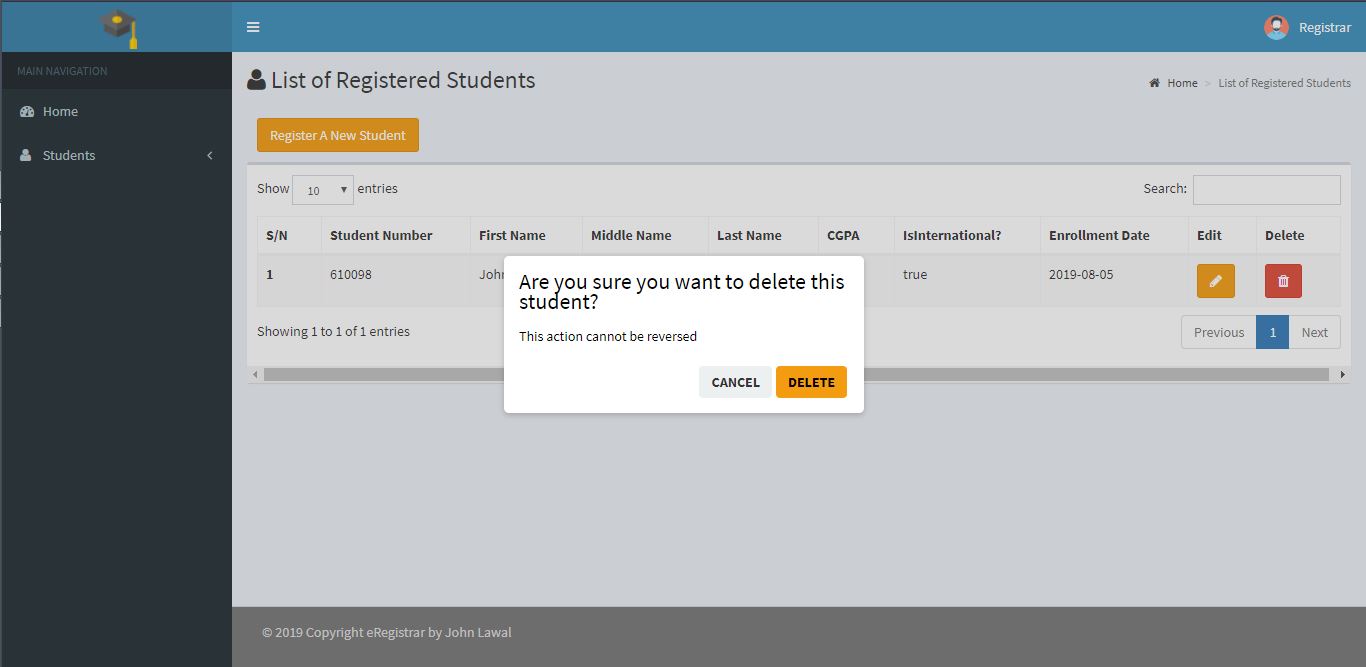 Registrar
MAIN NAVIGATION
Home
Students
List of Registered Students
Home > List of Registered Students
Register A New Student
Show 10 entries
Search:
S/N Student Number First Name Middle Name Last Name CGPA IsInternational? Enrollment Date Edit Delete
1 610098 true 2019-08-05
Are you sure you want to delete this
student?
This action cannot be reversed
CANCEL DELETE
Showing 1 to 1 of 1 entries
Previous 1 Next
© 2019 Copyright eRegistrar by John Lawal